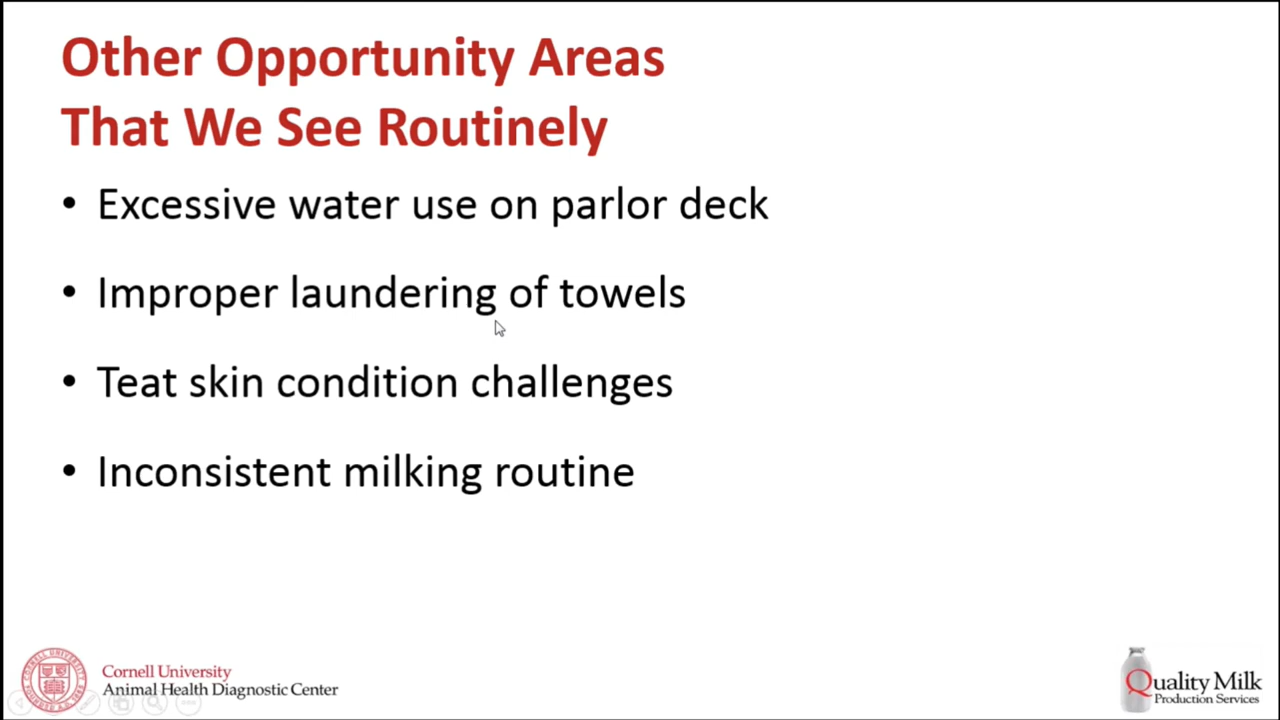 Other Opportunity Areas
That We See Routinely
• Excessive water use on parlor deck
• Improper laundering of towels
• Teat skin condition challenges
• Inconsistent milking routine
Cornell University
Animal Health Diagnostic Center
Quality Milk
Production Services